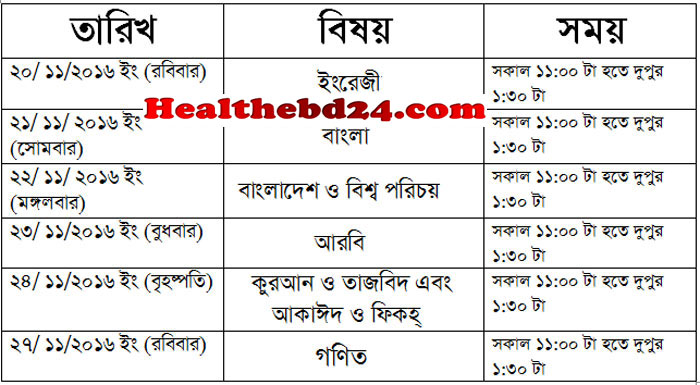 তারিখ বিষয় সময়
২০/ ১১/২০১৬ ইং (রবিবার) ইংরেজী সকাল ১১:০০ টা হতে দুপুর
১:৩০ টা
Healthebd24.com
২১/ ১১/ ২০১৬ ইং
(সোমবার) বাংলা সকাল ১১:০০ টা হতে দুপুর
১:৩০ টা
২২/ ১১/ ২০১৬ ইং
(মঙ্গলবার) বাংলাদেশ ও বিশ্ব পরিচয় সকাল ১১:০০ টা হতে দুপুর
১:৩০ টা
২৩/ ১১/২০১৬ ইং (বুধবার) আরবি সকাল ১১:০০ টা হতে দুপুর
১:৩০ টা
২৪/ ১১/২০১৬ ইং (বৃহষ্পতি) কুরআন ও তাজবিদ এবং
আকাঈদ ও ফিকহ্ সকাল ১১:০০ টা হতে দুপুর
১:৩০ টা
২৭/ ১১/২০১৬ ইং (রবিবার) গণিত সকাল ১১:০০ টা হতে দুপুর
১:৩০ টা